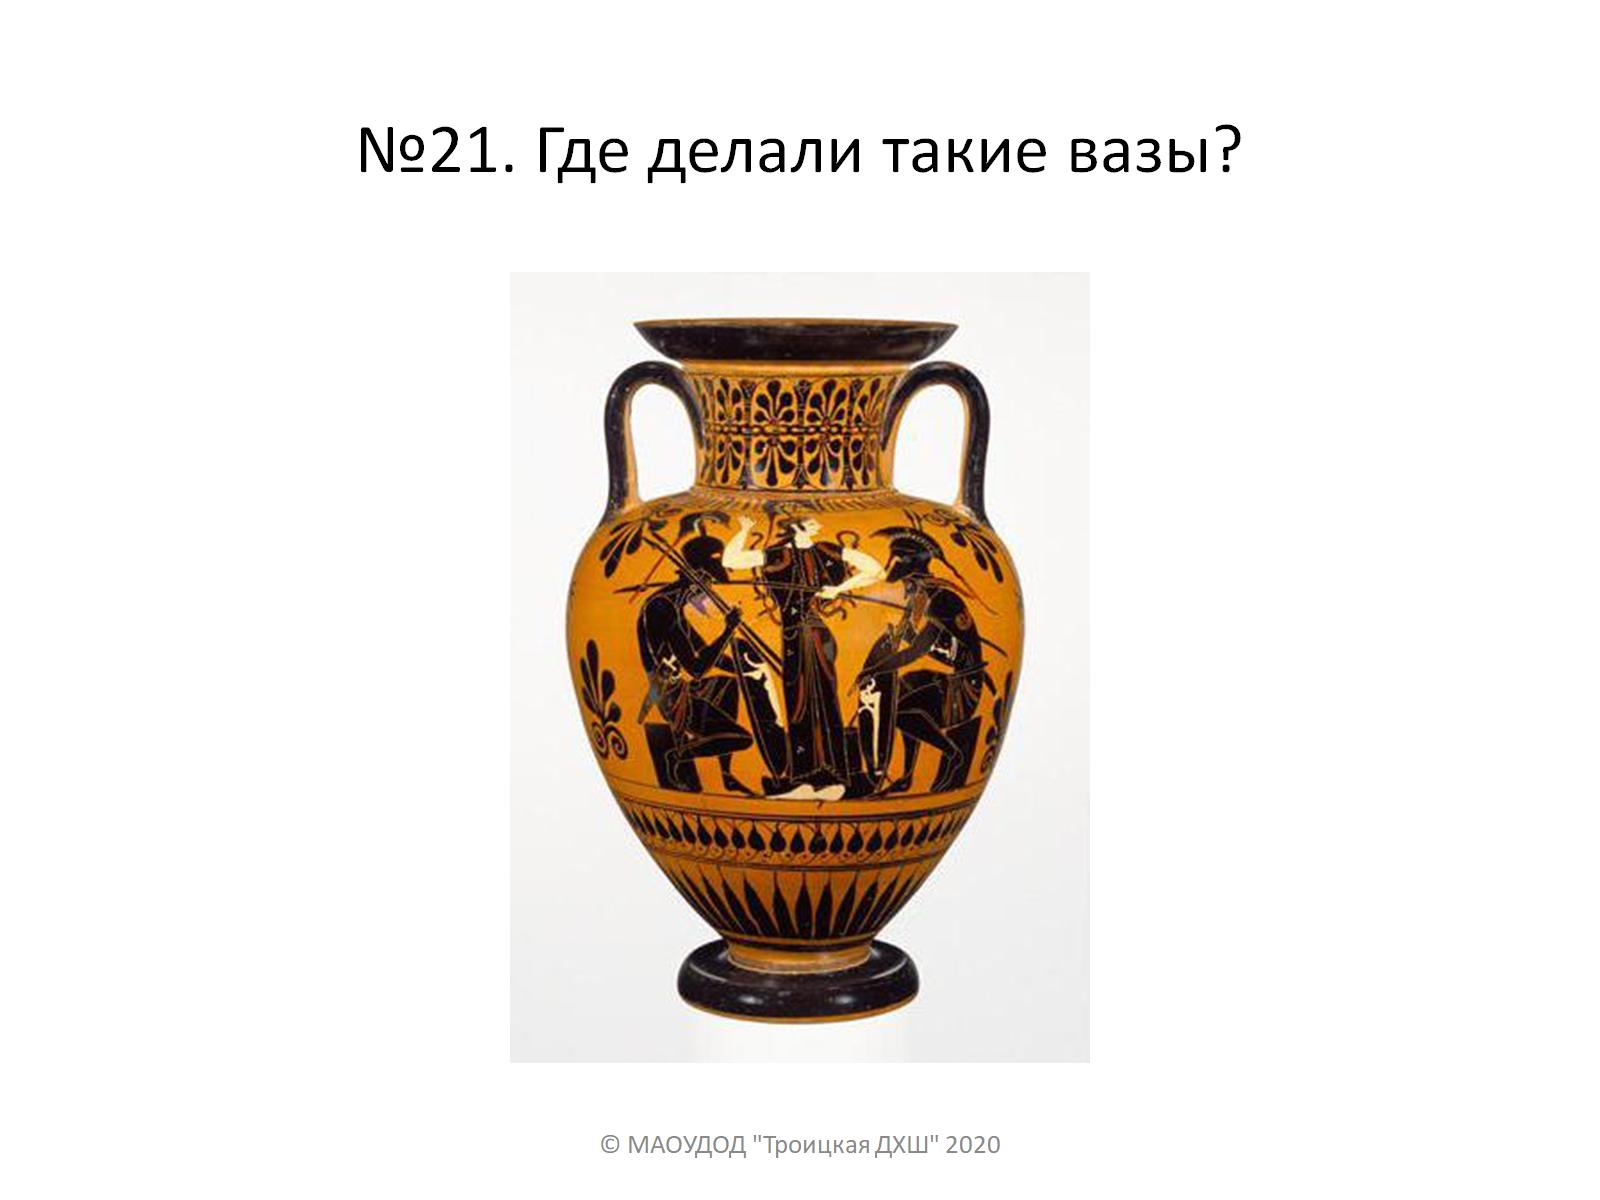 №21. Где делали такие вазы?
© МАОУДОД "Троицкая ДХШ" 2020